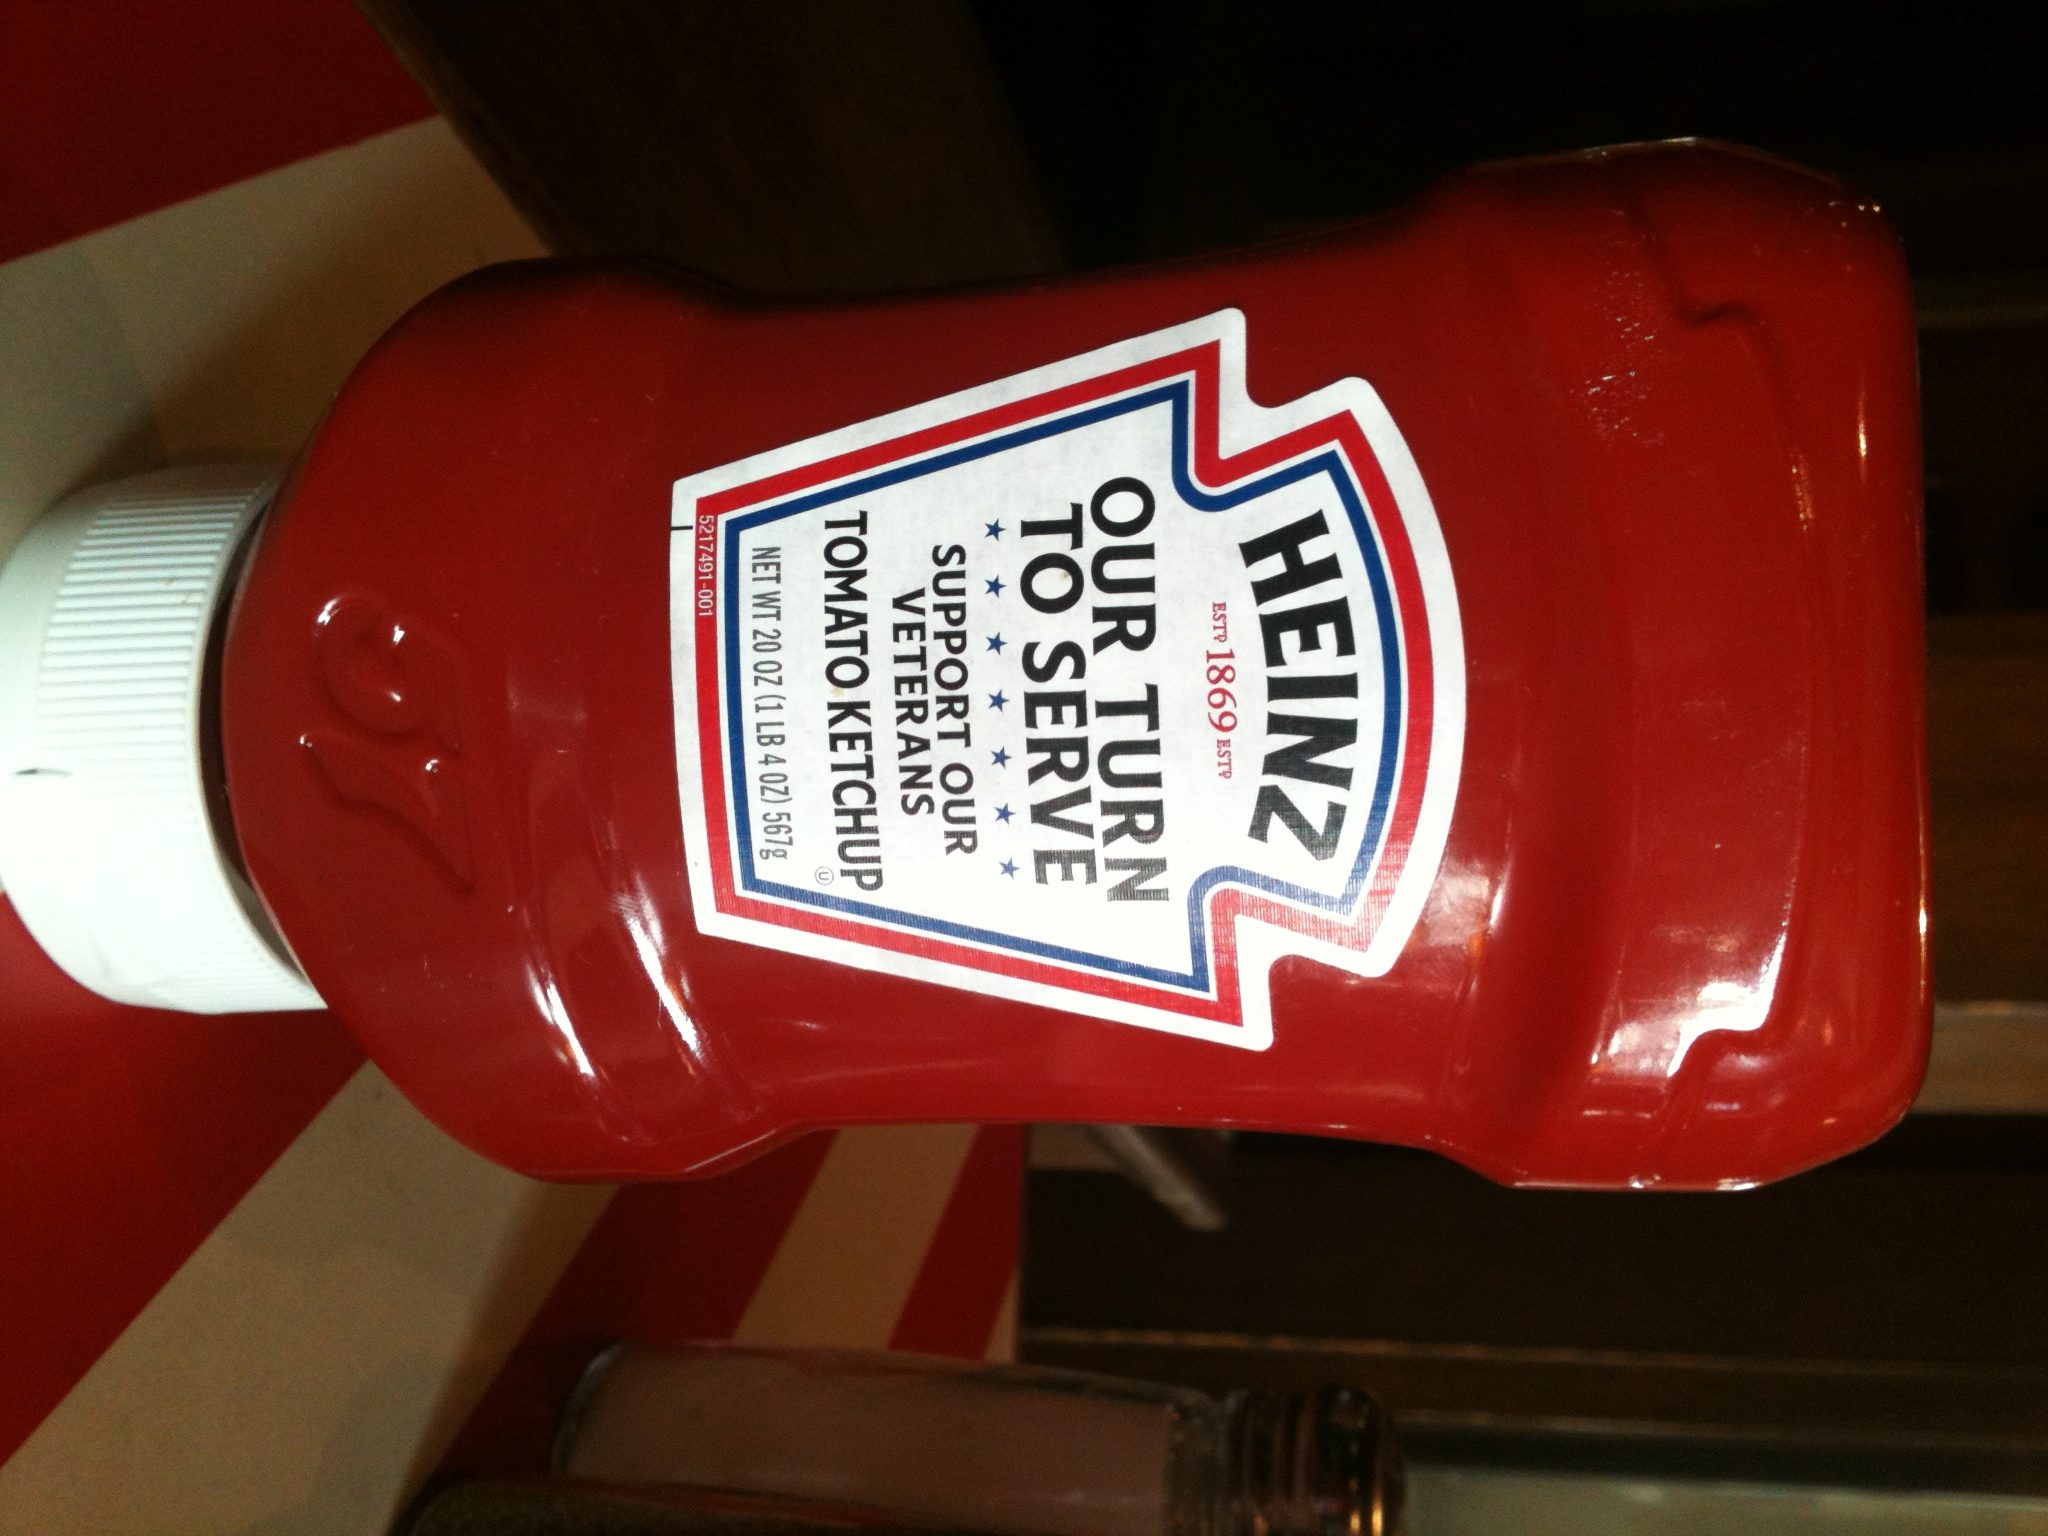 HEINZ
ESTD 1869 ESTD
OUR TURN
TO SERVE
SUPPORT OUR
VETERANS
TOMATO KETCHUP
U
NET WT 20 OZ (1 LB 4 OZ) 567g
5217491-001
57